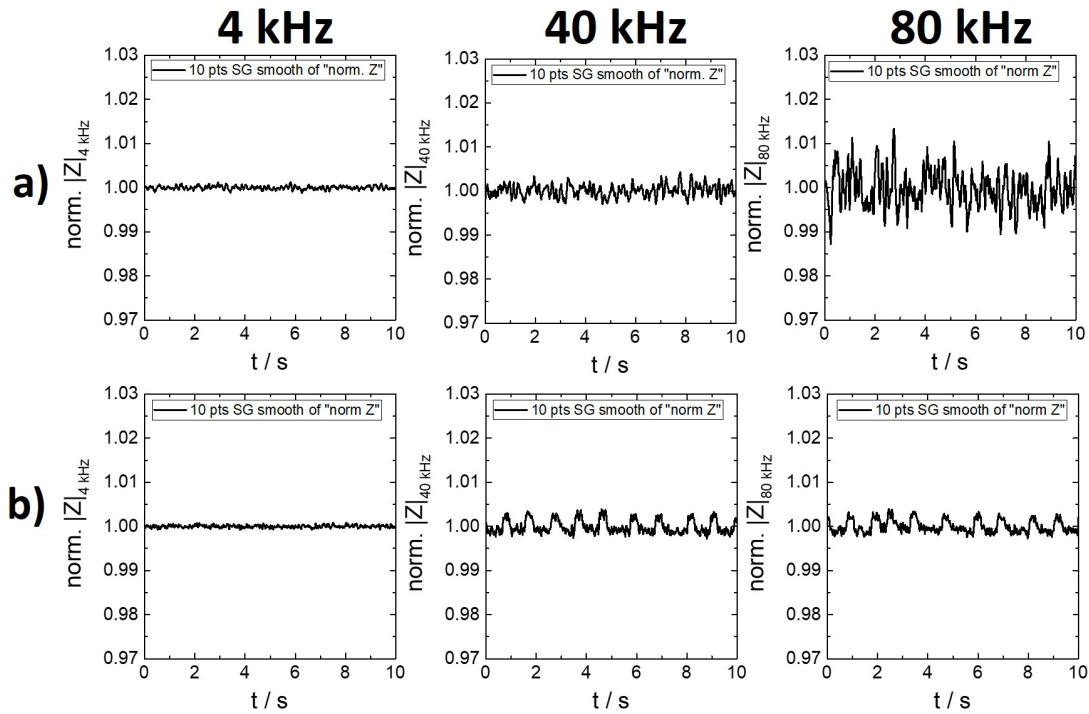 4 kHz 40 kHz 80 kHz
a)
10 pts SG smooth of "norm. Z"
norm. |Z|4 kHz
1.03
1.02
1.01
1.00
0.99
0.98
0.97
0 2 4 6 8 10
t / s
10 pts SG smooth of "norm. Z"
norm. |Z|40 kHz
1.03
1.02
1.01
1.00
0.99
0.98
0.97
0 2 4 6 8 10
t / s
10 pts SG smooth of "norm Z"
norm. |Z|80 kHz
1.03
1.02
1.01
1.00
0.99
0.98
0.97
0 2 4 6 8 10
t / s
b)
10 pts SG smooth of "norm Z"
norm. |Z|4 kHz
1.03
1.02
1.01
1.00
0.99
0.98
0.97
0 2 4 6 8 10
t / s
10 pts SG smooth of "norm Z"
norm. |Z|40 kHz
1.03
1.02
1.01
1.00
0.99
0.98
0.97
0 2 4 6 8 10
t / s
10 pts SG smooth of "norm Z"
norm. |Z|80 kHz
1.03
1.02
1.01
1.00
0.99
0.98
0.97
0 2 4 6 8 10
t / s